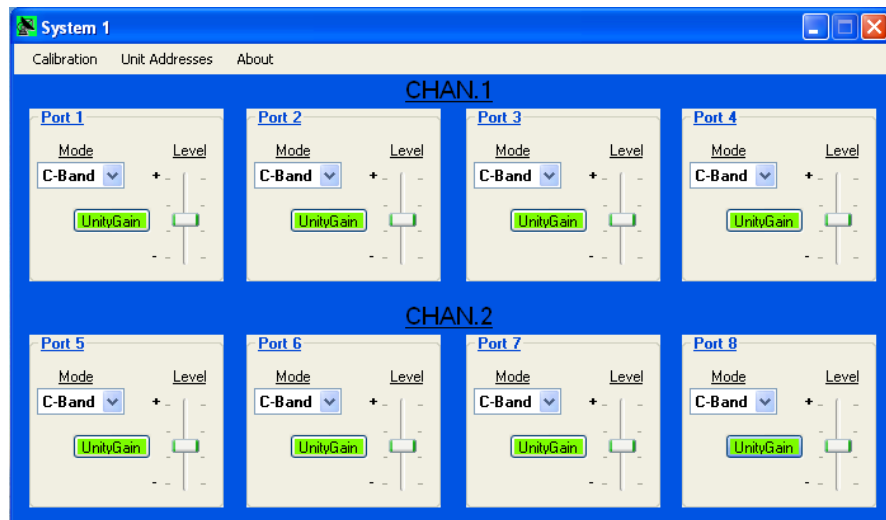 System 1
Calibration Unit Addresses About
CHAN.1
Port 1 Port 2 Port 3 Port 4
Mode Level Mode Level Mode Level Mode Level
C-Band + C-Band + C-Band + C-Band +
UnityGain UnityGain UnityGain UnityGain
- - - -
CHAN.2
Port 5 Port 6 Port 7 Port 8
Mode Level Mode Level Mode Level Mode Level
C-Band + C-Band + C-Band + C-Band +
UnityGain UnityGain UnityGain UnityGain
- - - -